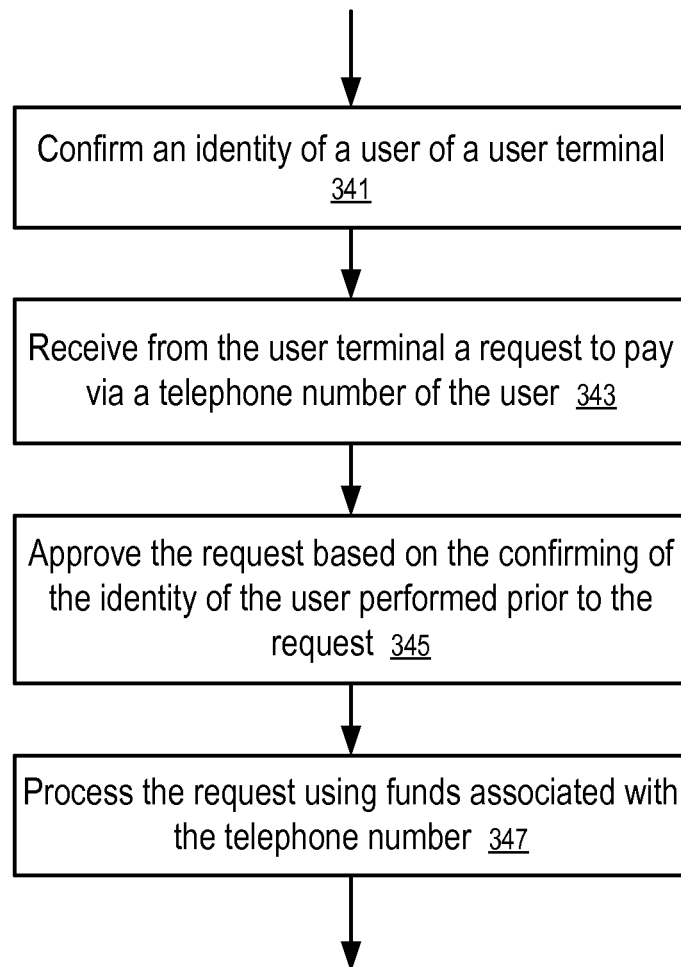 Confirm an identity of a user of a user terminal
341
Receive from the user terminal a request to pay
via a telephone number of the user 343
Approve the request based on the confirming of
the identity of the user performed prior to the
request 345
Process the request using funds associated with
the telephone number 347